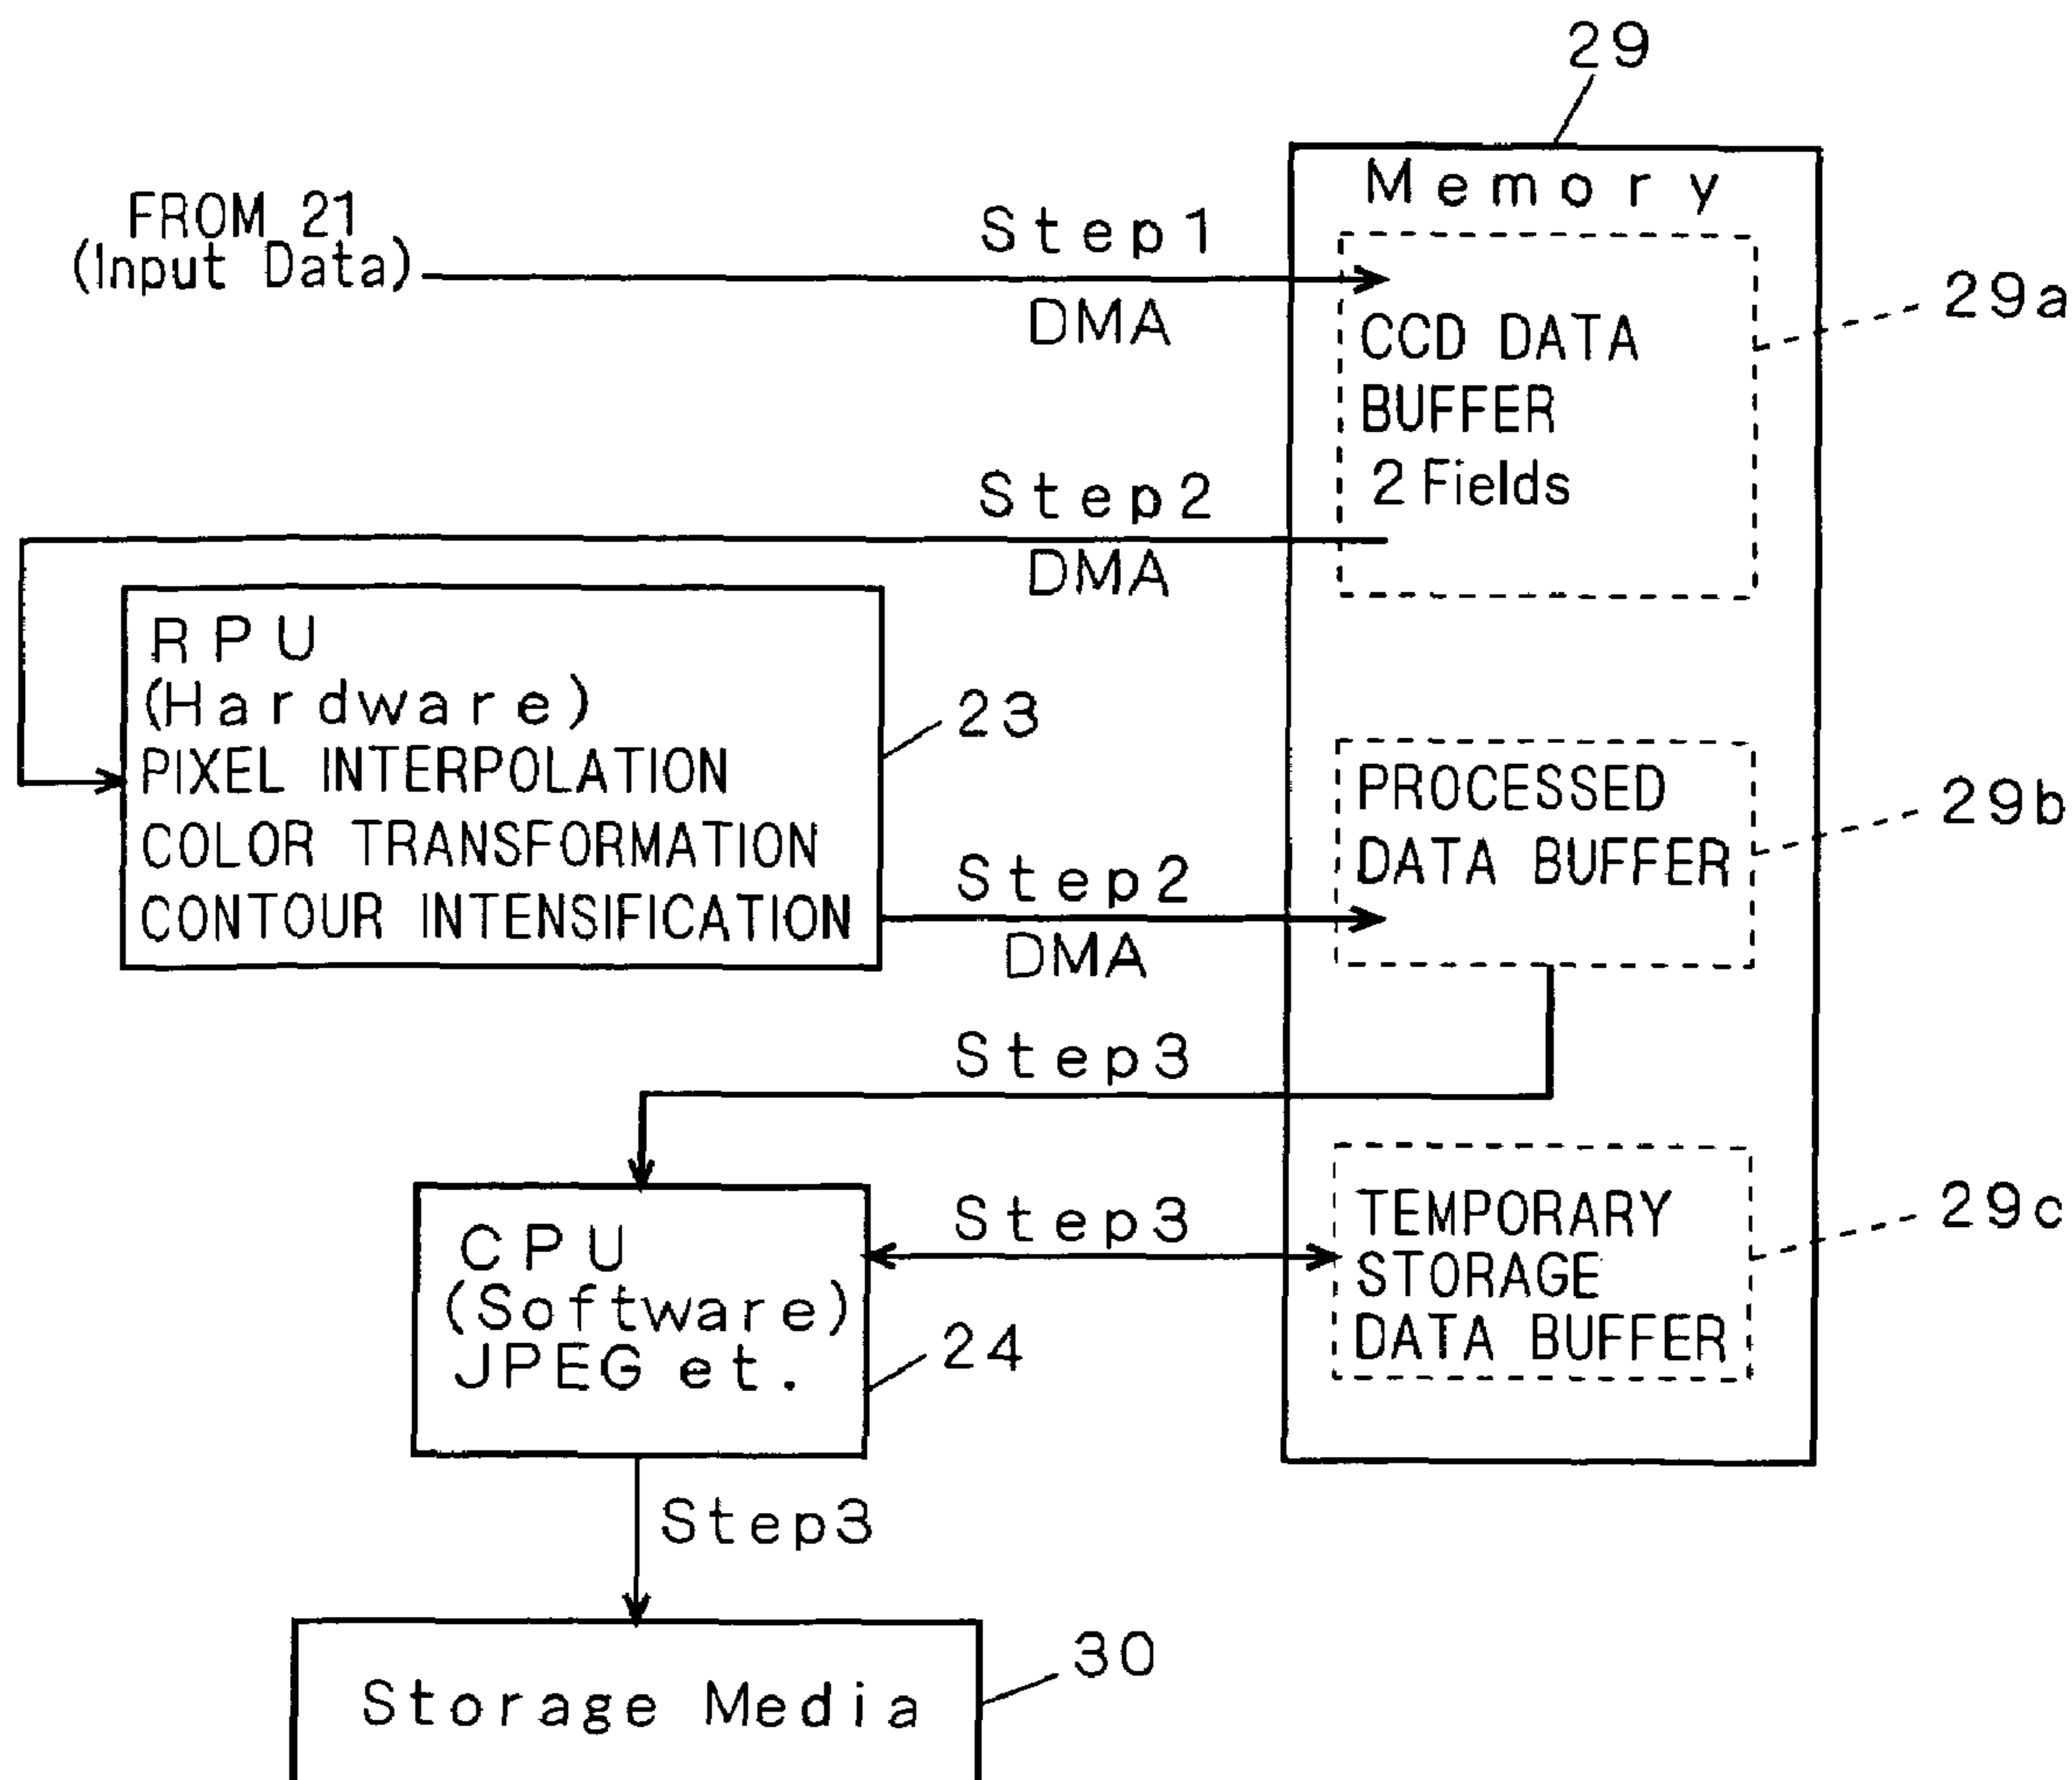 29
Memory
FROM 21
(Input Data)
Step1
DMA
29a
CCD DATA
BUFFER
2 Fields
Step2
DMA
RPU
(Hardware)
PIXEL INTERPOLATION
COLOR TRANSFORMATION
CONTOUR INTENSIFICATION
23
PROCESSED
DATA BUFFER
29b
Step2
DMA
Step3
CPU
(Software)
JPEG et.
24
Step3
TEMPORARY
STORAGE
DATA BUFFER
29c
Step3
Storage Media
30